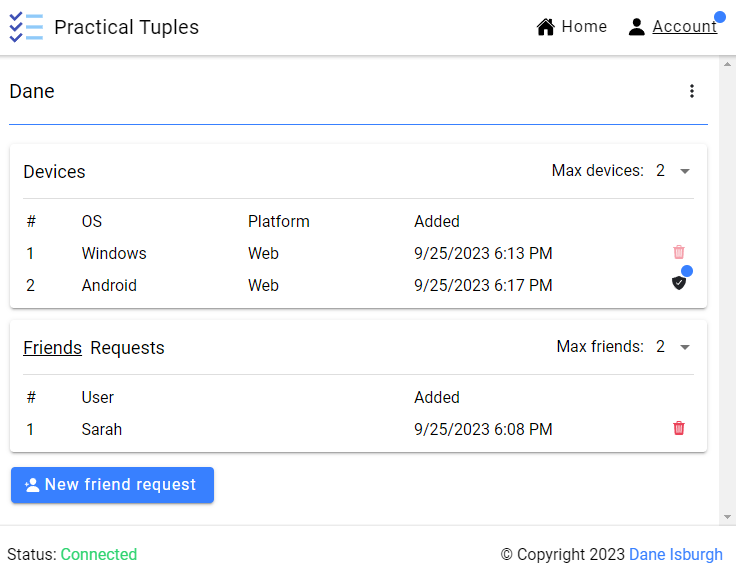 Practical Tuples Home Account
Dane
Devices Max devices: 2
# OS Platform Added
1 Windows Web 9/25/2023 6:13 PM
2 Android Web 9/25/2023 6:17 PM
Friends Requests Max friends: 2
# User Added
1 Sarah 9/25/2023 6:08 PM
New friend request
Status: Connected © Copyright 2023 Dane Isburgh